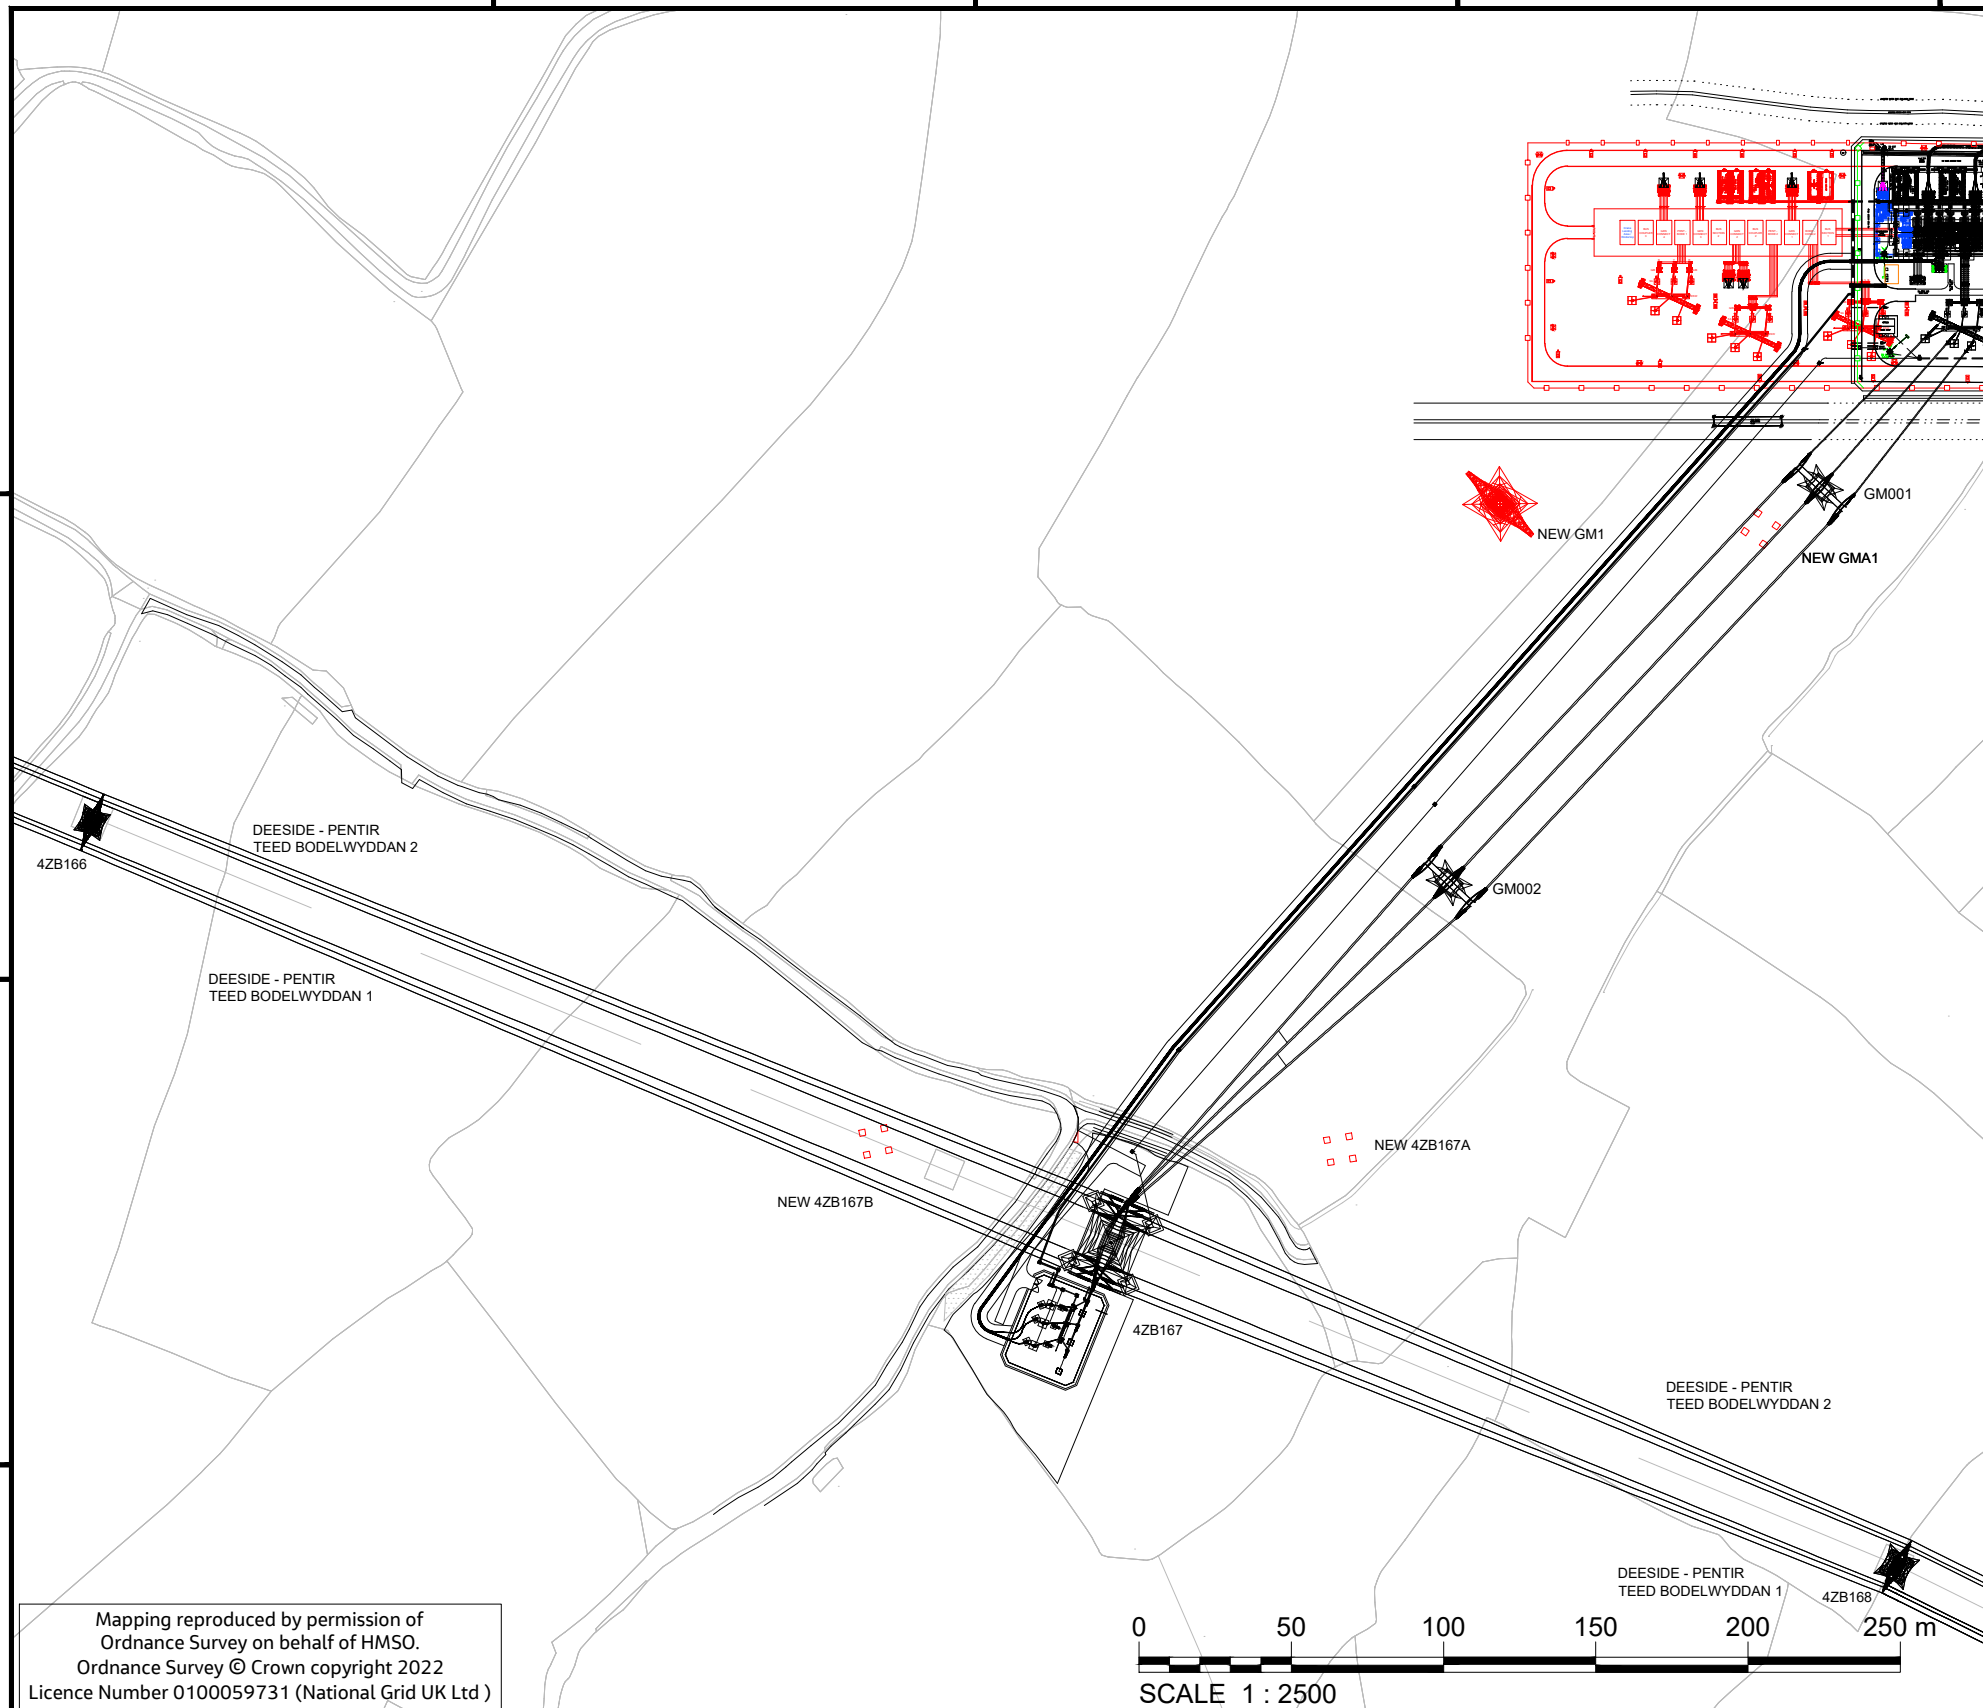 GM001
NEW GM1
NEW GMA1
DEESIDE - PENTIR
TEED BODELWYDDAN 2
4ZB166
GM002
DEESIDE - PENTIR
TEED BODELWYDDAN 1
NEW 4ZB167A
NEW 4ZB167B
4ZB167
DEESIDE - PENTIR
TEED BODELWYDDAN 2
DEESIDE - PENTIR
TEED BODELWYDDAN 1
4ZB168
Mapping reproduced by permission of
Ordnance Survey on behalf of HMSO.
Ordnance Survey © Crown copyright 2022
Licence Number 0100059731 (National Grid UK Ltd )
0 50 100 150 200 250 m
SCALE 1 : 2500